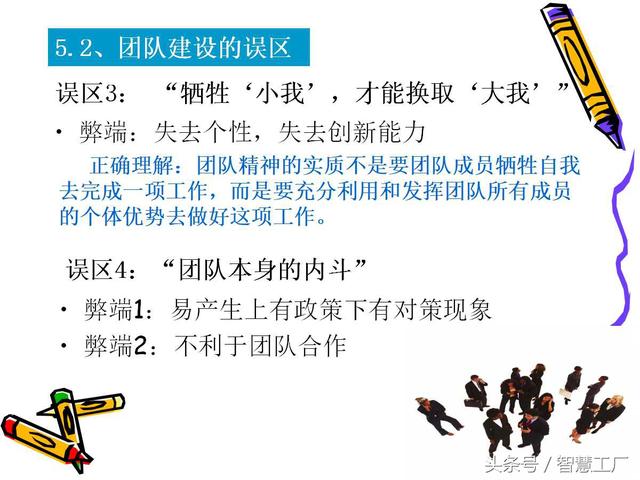 5.2、团队建设的误区
误区3： “牺牲‘小我’，才能换取‘大我’”
• 弊端：失去个性，失去创新能力
正确理解：团队精神的实质不是要团队成员牺牲自我
去完成一项工作，而是要充分利用和发挥团队所有成员
的个体优势去做好这项工作。
误区4：“团队本身的内斗”
• 弊端1：易产生上有政策下有对策现象
• 弊端2：不利于团队合作
头条号 / 智慧工厂